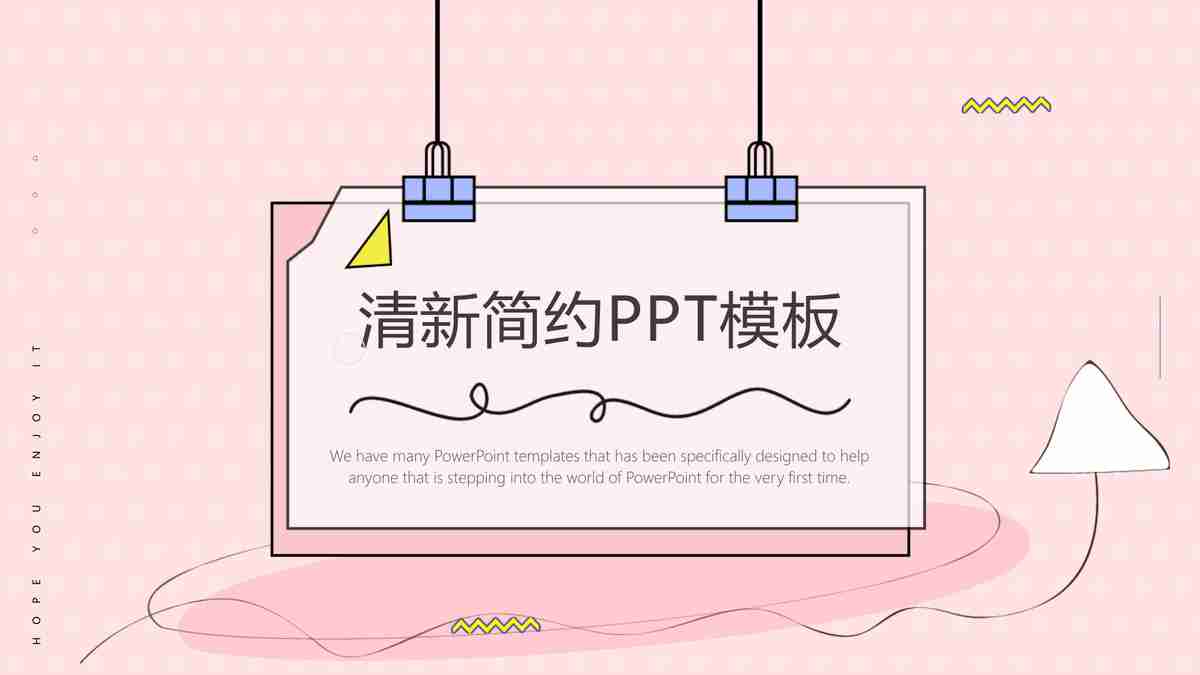 清新简约PPT模板
We have many PowerPoint templates that has been specifically designed to help
anyone that is stepping into the world of PowerPoint for the very first time.
HOPE YOU ENJOY IT